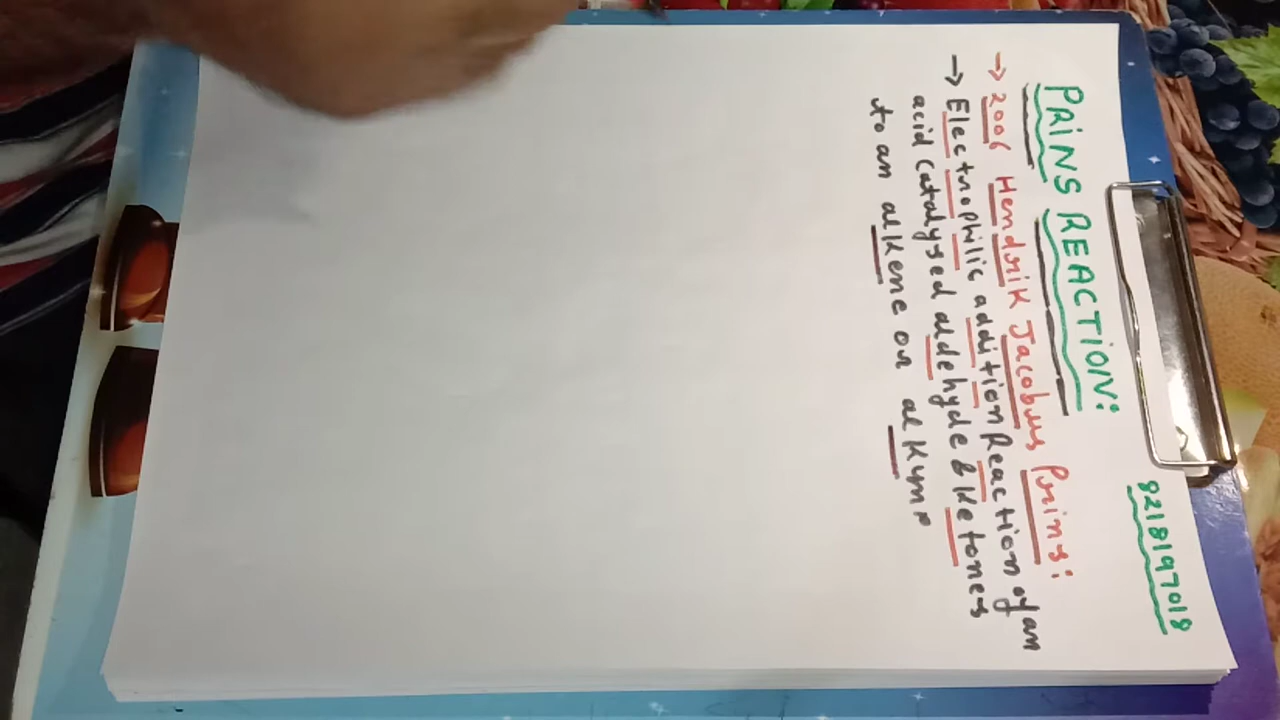 9218197018
PRINS REACTION:
→ 2006 Hendrik Jacobus Prins:
→ Electrophilic addition Reaction of an
acid catalysed aldehyde & Ketones
to an alkene or alkyne